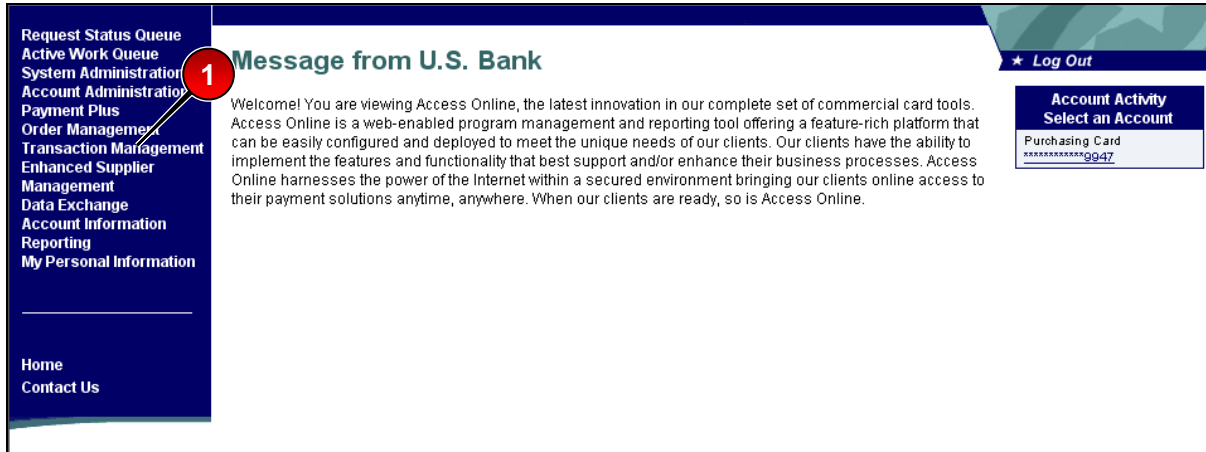 Request Status Queue
Active Work Queue
System Administration
Account Administration
Payment Plus
Order Management
Transaction Management
Enhanced Supplier
Management
Data Exchange
Account Information
Reporting
My Personal Information
Home
Contact Us
1
Message from U.S. Bank
Welcome! You are viewing Access Online, the latest innovation in our complete set of commercial card tools.
Access Online is a web-enabled program management and reporting tool offering a feature-rich platform that
can be easily configured and deployed to meet the unique needs of our clients. Our clients have the ability to
implement the features and functionality that best support and/or enhance their business processes. Access
Online harnesses the power of the Internet within a secured environment bringing our clients online access to
their payment solutions anytime, anywhere. When our clients are ready, so is Access Online.
★ Log Out
Account Activity
Select an Account
Purchasing Card
************9947